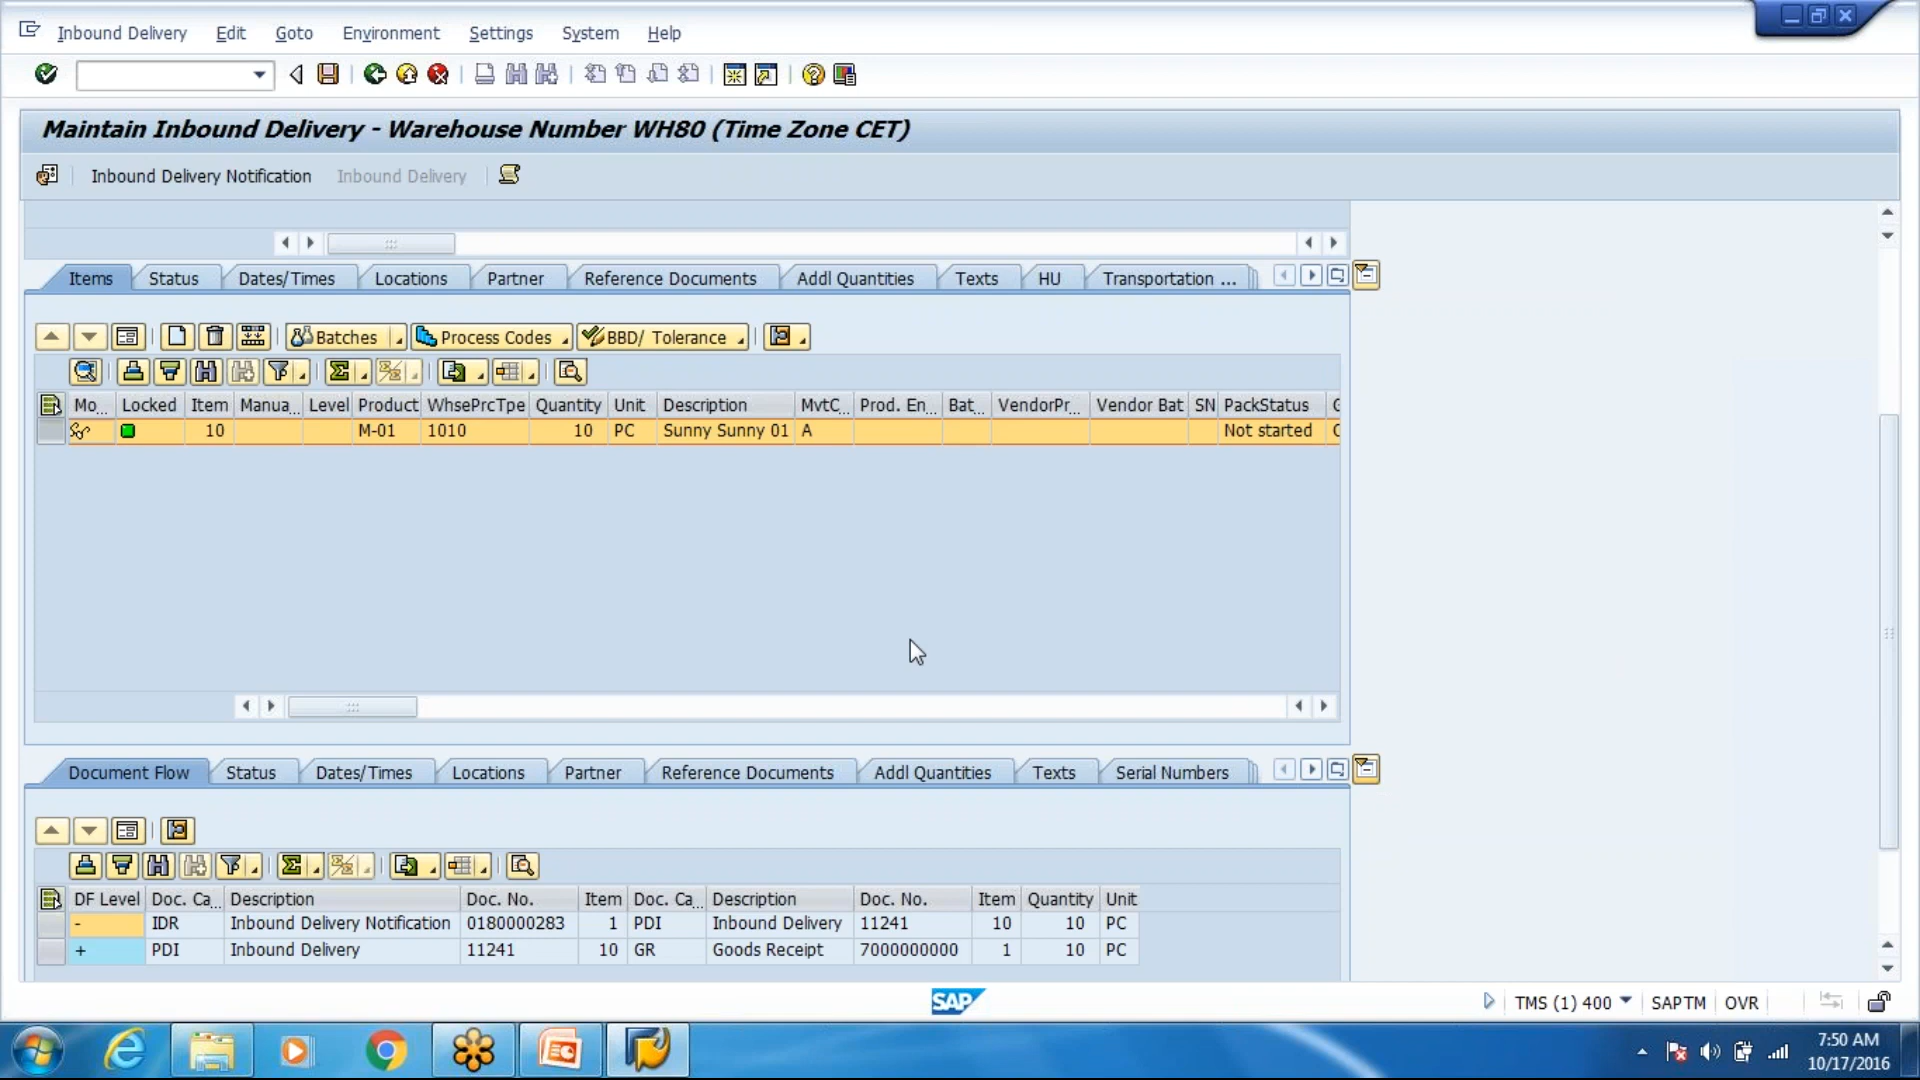 Inbound Delivery Edit Goto Environment Settings System Help
Maintain Inbound Delivery - Warehouse Number WH80 (Time Zone CET)
Inbound Delivery Notification Inbound Delivery
Items Status Dates/Times Locations Partner Reference Documents Addl Quantities Texts HU Transportation ...
Batches Process Codes BBD/ Tolerance
Mo... Locked Item Manua... Level Product WhsePrcTpe Quantity Unit Description MvtC... Prod. En... Bat... VendorPr... Vendor Bat SN PackStatus
10 M-01 1010 10 PC Sunny Sunny 01 A Not started
Document Flow Status Dates/Times Locations Partner Reference Documents Addl Quantities Texts Serial Numbers
DF Level Doc. Ca... Description Doc. No. Item Doc. Ca... Description Doc. No. Item Quantity Unit
- IDR Inbound Delivery Notification 0180000283 1 PDI Inbound Delivery 11241 10 10 PC
+ PDI Inbound Delivery 11241 10 GR Goods Receipt 7000000000 1 10 PC
SAP TMS (1) 400 SAPTM OVR
7:50 AM
10/17/2016